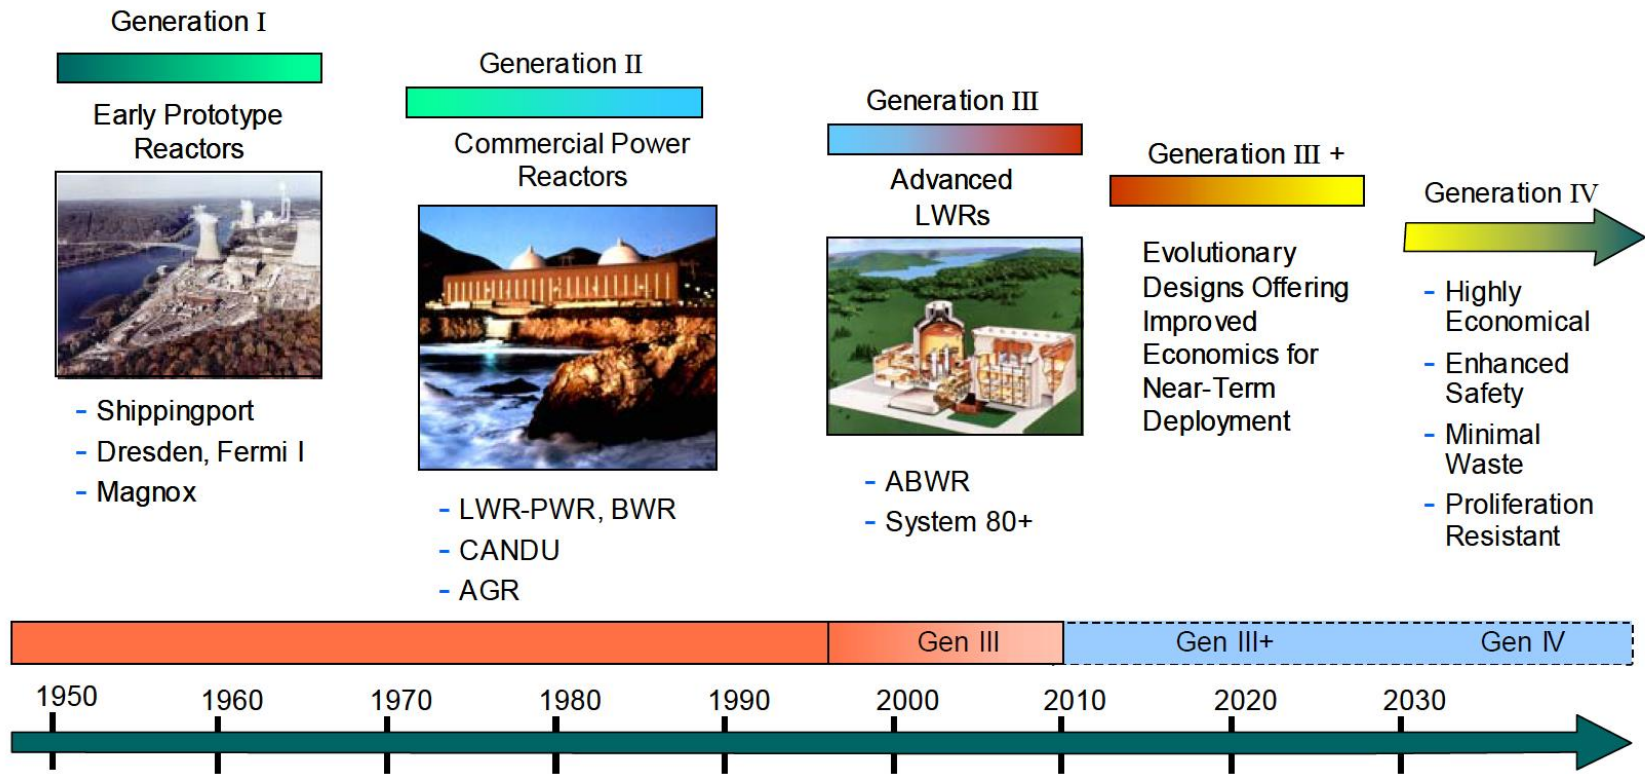 Generation I
Early Prototype
Reactors
- Shippingport
- Dresden, Fermi I
- Magnox
Generation II
Commercial Power
Reactors
- LWR-PWR, BWR
- CANDU
- AGR
Generation III
Advanced
LWRs
- ABWR
- System 80+
Generation III +
Evolutionary
Designs Offering
Improved
Economics for
Near-Term
Deployment
Generation IV
- Highly
Economical
- Enhanced
Safety
- Minimal
Waste
- Proliferation
Resistant
Gen III
Gen III+
Gen IV
1950
1960
1970
1980
1990
2000
2010
2020
2030